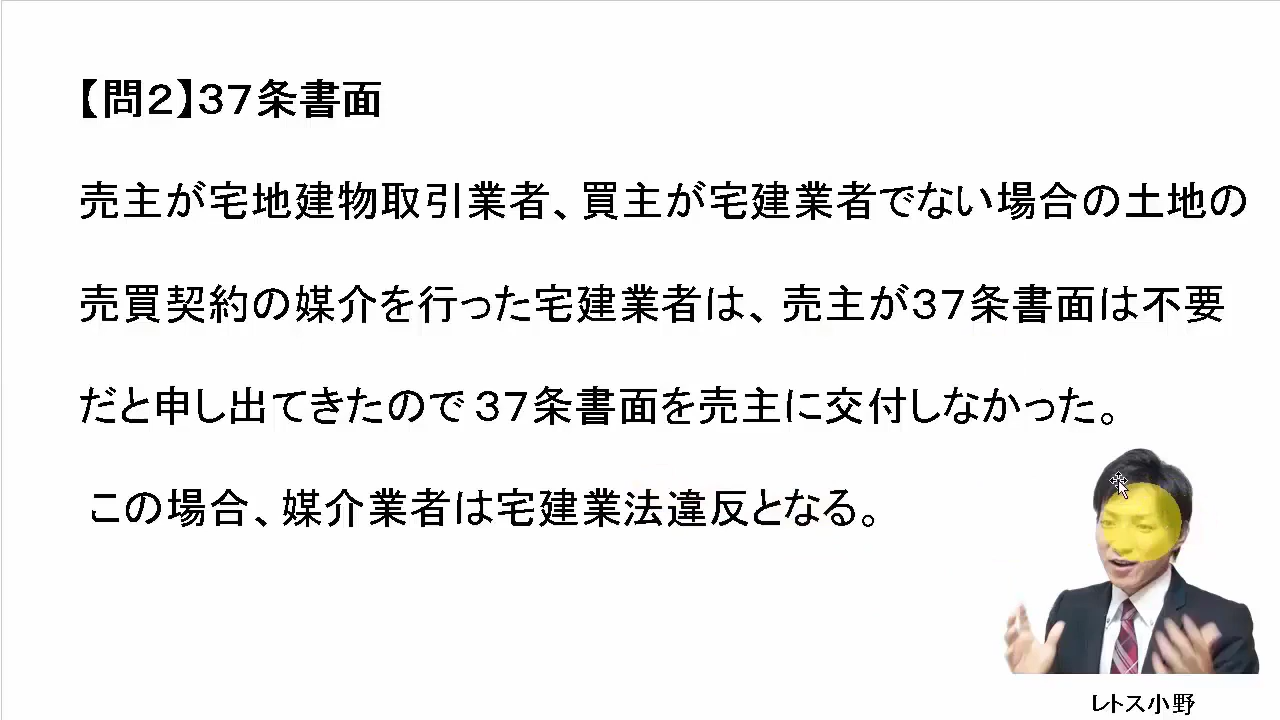 【問２】３７条書面
売主が宅地建物取引業者、買主が宅建業者でない場合の土地の
売買契約の媒介を行った宅建業者は、売主が３７条書面は不要
だと申し出てきたので３７条書面を売主に交付しなかった。
この場合、媒介業者は宅建業法違反となる。
レトス小野